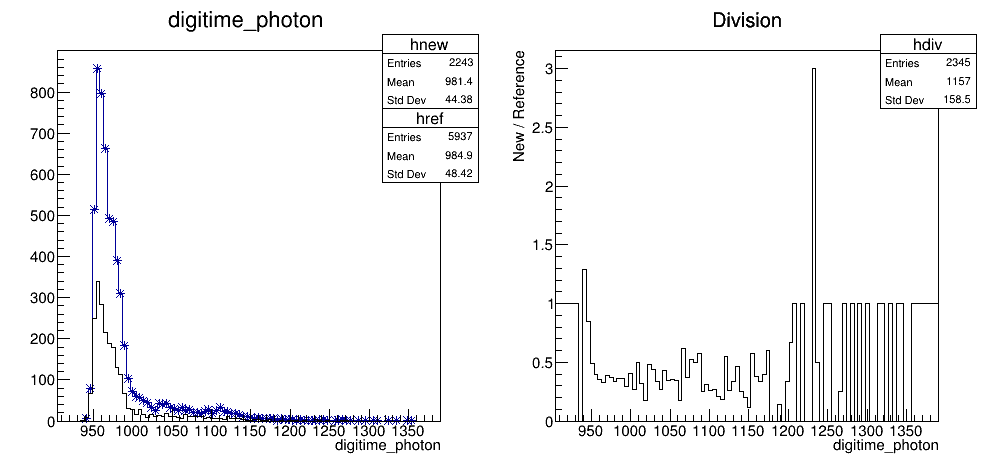 digitime_photon
hnew
Entries 2243
Mean 981.4
Std Dev 44.38
href
Entries 5937
Mean 984.9
Std Dev 48.42
800
700
600
500
400
300
200
100
0
950 1000 1050 1100 1150 1200 1250 1300 1350
digitime_photon
Division
hdiv
Entries 2345
Mean 1157
Std Dev 158.5
New / Reference
3
2.5
2
1.5
1
0.5
0
950 1000 1050 1100 1150 1200 1250 1300 1350
digitime_photon